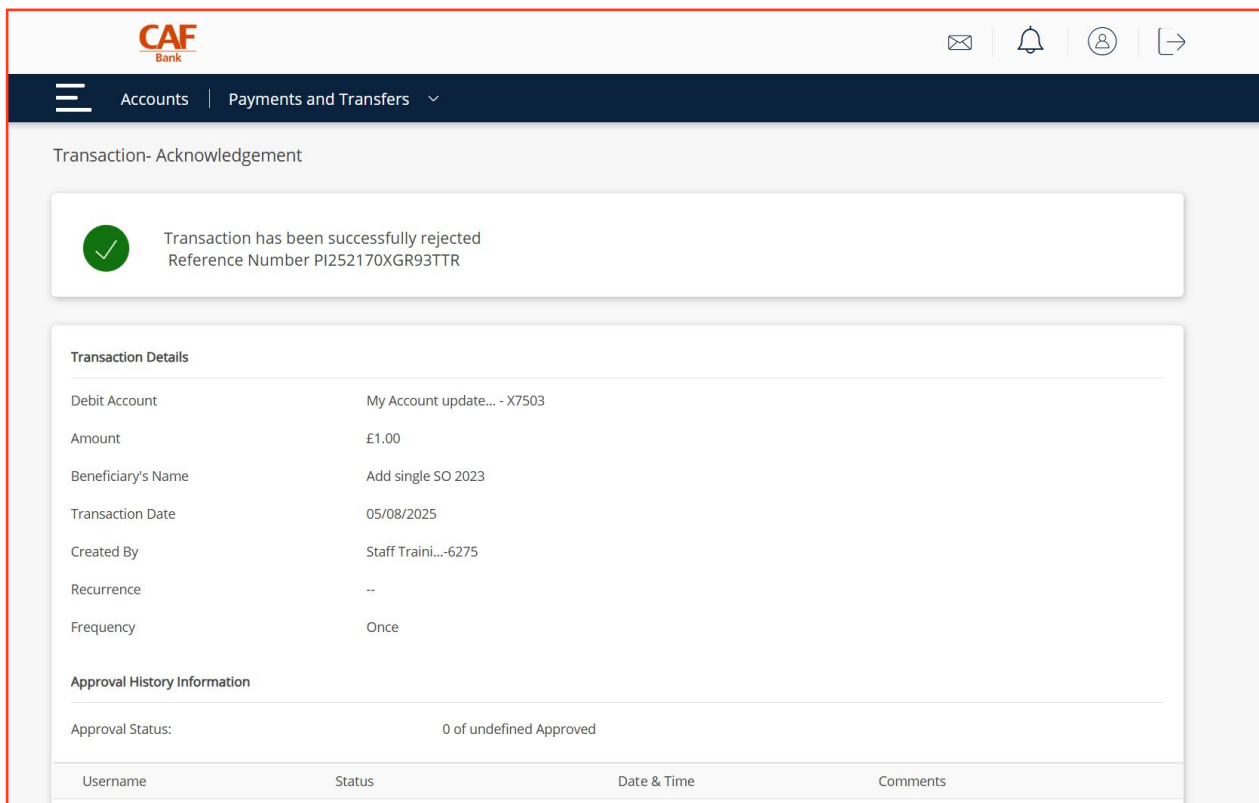 CAF
Bank
Accounts | Payments and Transfers
Transaction- Acknowledgement
Transaction has been successfully rejected
Reference Number PI252170XGR93TTR
Transaction Details
Debit Account My Account update... - X7503
Amount £1.00
Beneficiary's Name Add single SO 2023
Transaction Date 05/08/2025
Created By Staff Traini...-6275
Recurrence --
Frequency Once
Approval History Information
Approval Status: 0 of undefined Approved
Username Status Date & Time Comments